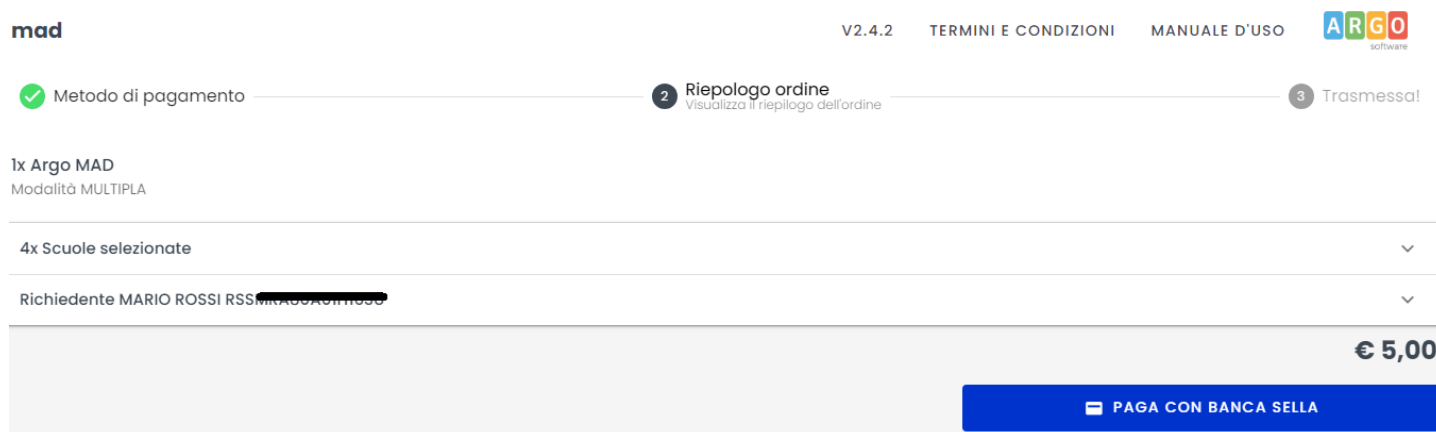 mad
V2.4.2 TERMINI E CONDIZIONI MANUALE D'USO ARGO
software
Metodo di pagamento
2 Riepologo ordine
Visualizza il riepilogo dell'ordine
3 Trasmessa!
1x Argo MAD
Modalità MULTIPLA
4x Scuole selezionate
Richiedente MARIO ROSSI
€ 5,00
PAGA CON BANCA SELLA